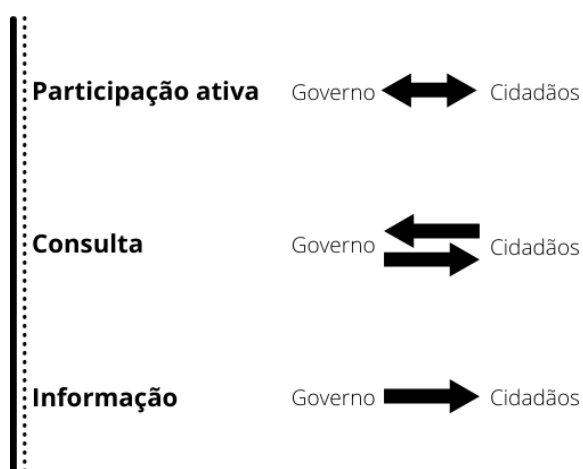 Participação ativa Governo Cidadãos
Consulta Governo Cidadãos
Informação Governo Cidadãos